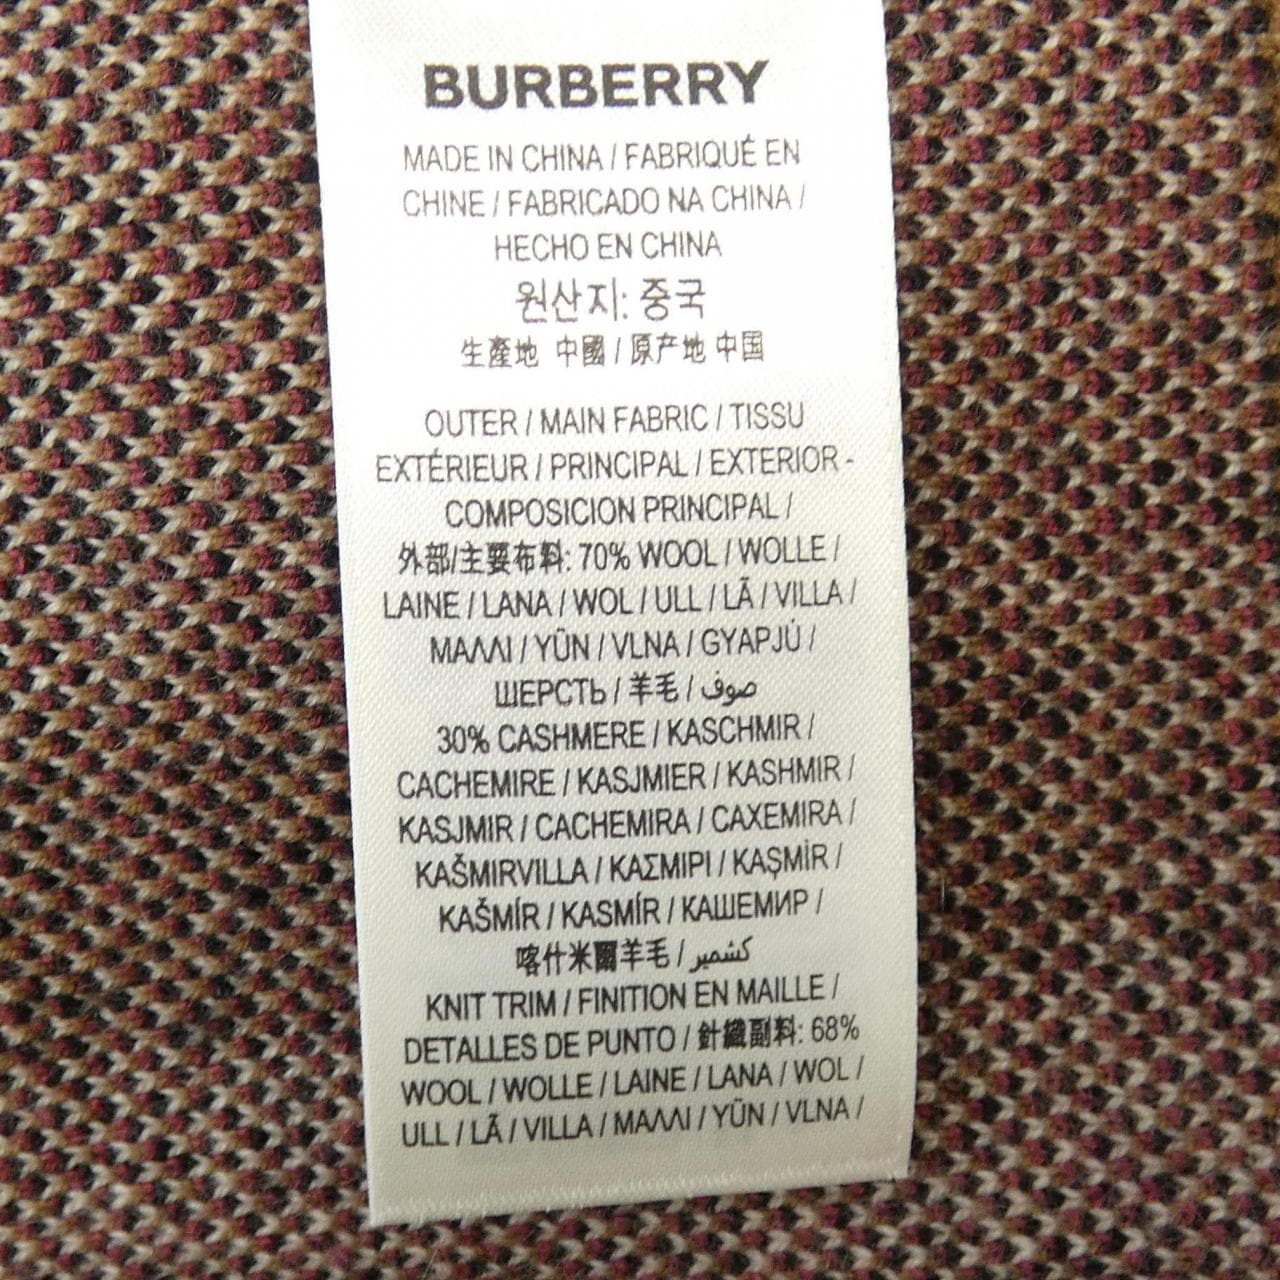 BURBERRY
MADE IN CHINA / FABRIQUÉ EN
CHINE / FABRICADO NA CHINA /
HECHO EN CHINA
원산지: 중국
生產地 中國 / 原产地 中国
OUTER / MAIN FABRIC / TISSU
EXTÉRIEUR / PRINCIPAL / EXTERIOR -
COMPOSICION PRINCIPAL /
外部/主要布料: 70% WOOL / WOLLE /
LAINE / LANA / WOL / ULL / LÃ / VILLA /
ΜΑΛΛΙ / YÜN / VLNA / GYAPJÚ /
ШЕРСТЬ / 羊毛 / صوف
30% CASHMERE / KASCHMIR /
CACHEMIRE / KASJMIER / KASHMIR /
KASJMIR / CACHEMIRA / CAXEMIRA /
KAŠMIRVILLA / ΚΑΣΜΙΡΙ / KAŞMİR /
KAŠMÍR / KASMÍR / КАШЕМИР /
喀什米爾羊毛 / كشمير
KNIT TRIM / FINITION EN MAILLE /
DETALLES DE PUNTO / 針織副料: 68%
WOOL / WOLLE / LAINE / LANA / WOL /
ULL / LÃ / VILLA / ΜΑΛΛΙ / YÜN / VLNA /